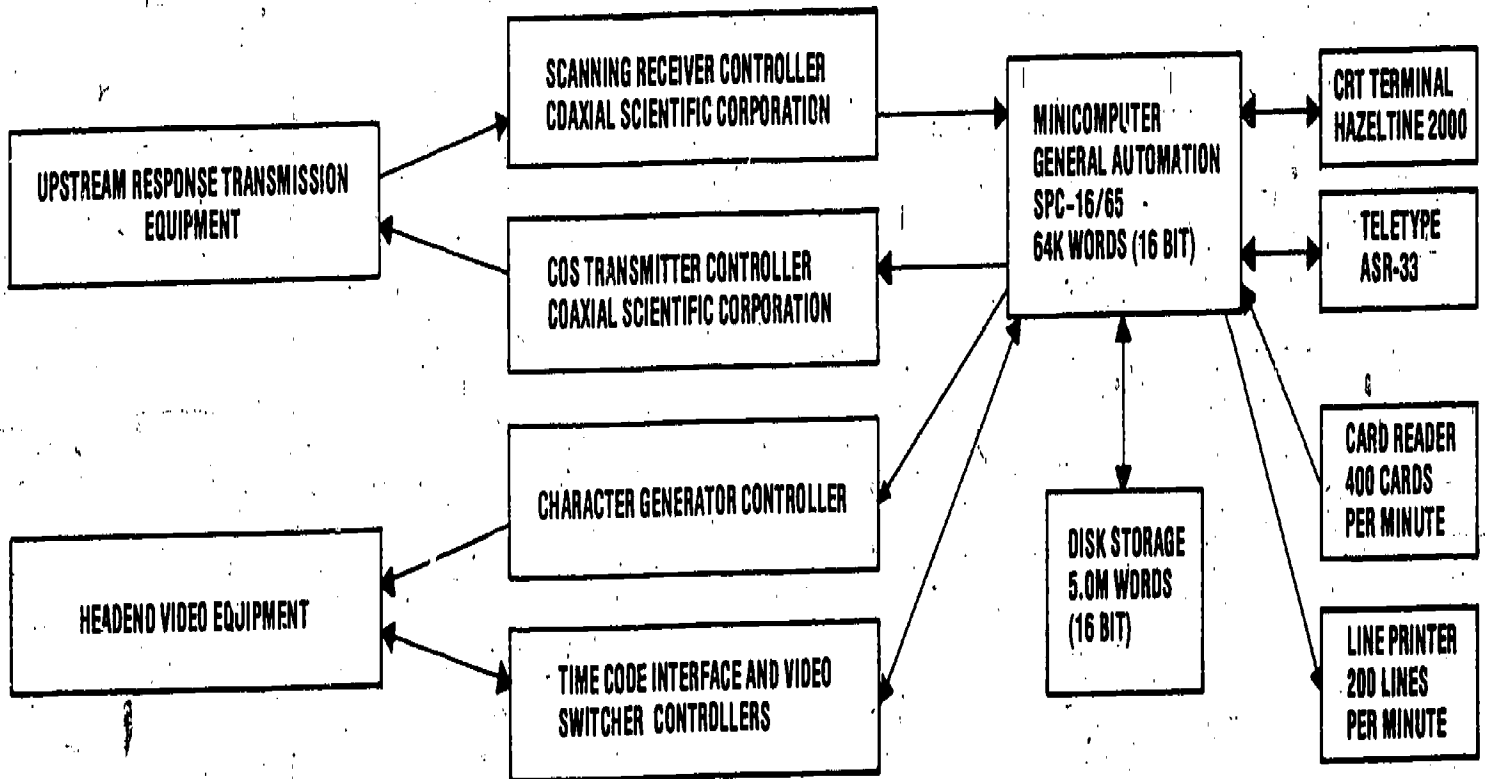 SCANNING RECEIVER CONTROLLER
COAXIAL SCIENTIFIC CORPORATION
UPSTREAM RESPONSE TRANSMISSION
EQUIPMENT
COS TRANSMITTER CONTROLLER
COAXIAL SCIENTIFIC CORPORATION
CHARACTER GENERATOR CONTROLLER
HEADEND VIDEO EQUIPMENT
TIME CODE INTERFACE AND VIDEO
SWITCHER CONTROLLERS
MINICOMPUTER
GENERAL AUTOMATION
SPC-16/65
64K WORDS (16 BIT)
DISK STORAGE
5.0M WORDS
(16 BIT)
CRT TERMINAL
HAZELTINE 2000
TELETYPE
ASR-33
CARD READER
400 CARDS
PER MINUTE
LINE PRINTER
200 LINES
PER MINUTE